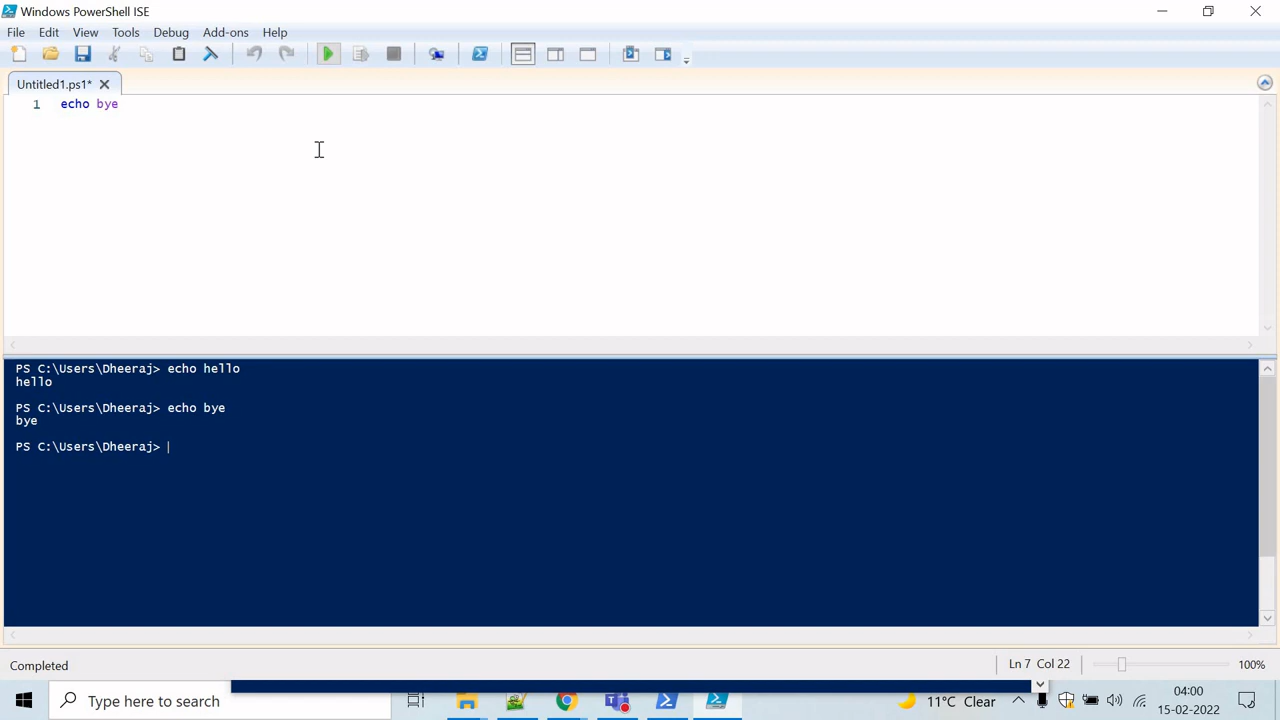 Windows PowerShell ISE
File Edit View Tools Debug Add-ons Help
Untitled1.ps1*
1 echo bye
PS C:\Users\Dheeraj> echo hello
hello
PS C:\Users\Dheeraj> echo bye
bye
PS C:\Users\Dheeraj>
Completed
Ln 7 Col 22
100%
Type here to search
11°C Clear
04:00
15-02-2022